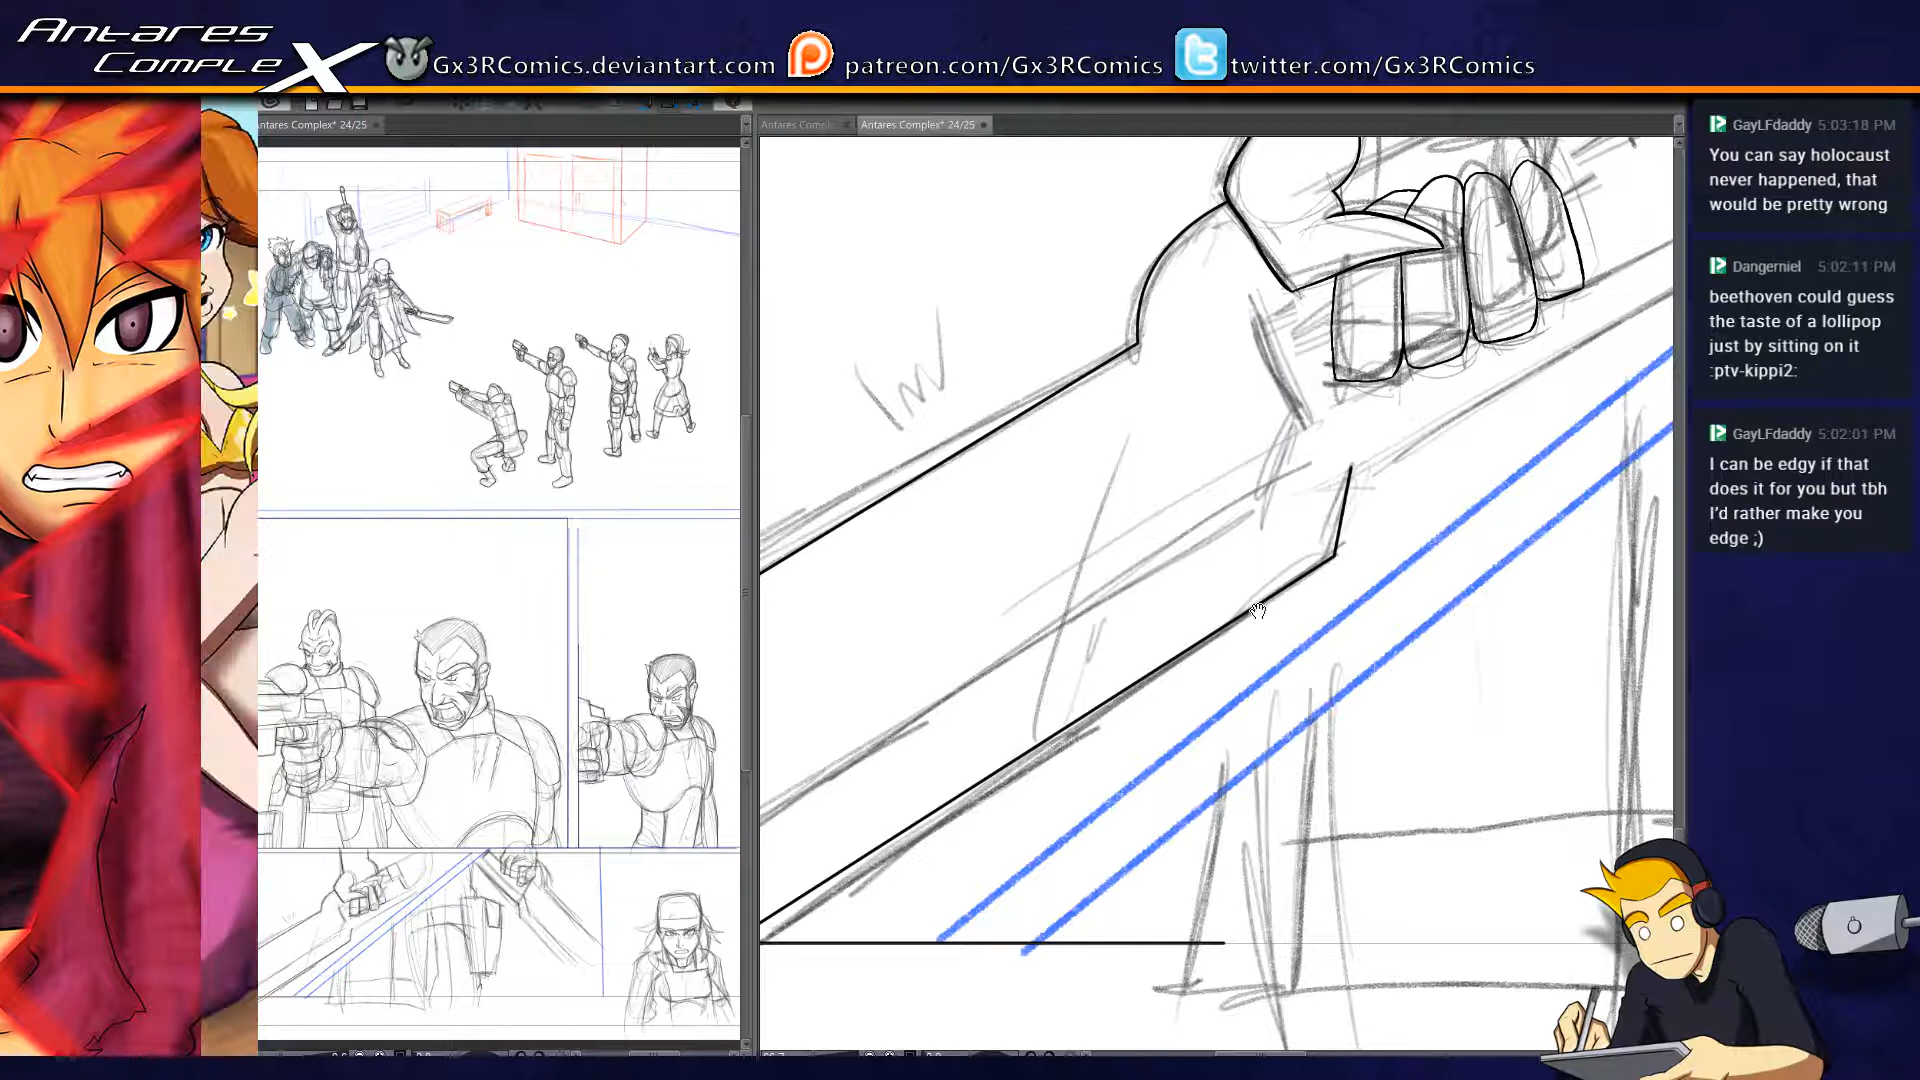 Antares
Complex
Gx3RComics.deviantart.com
patreon.com/Gx3RComics
twitter.com/Gx3RComics
ntares Complex* 24/25
Antares Comple
Antares Complex* 24/25
GayLFdaddy 5:03:18 PM
You can say holocaust
never happened, that
would be pretty wrong
Dangerniel 5:02:11 PM
beethoven could guess
the taste of a lollipop
just by sitting on it
:ptv-kippi2:
GayLFdaddy 5:02:01 PM
I can be edgy if that
does it for you but tbh
I'd rather make you
edge ;)